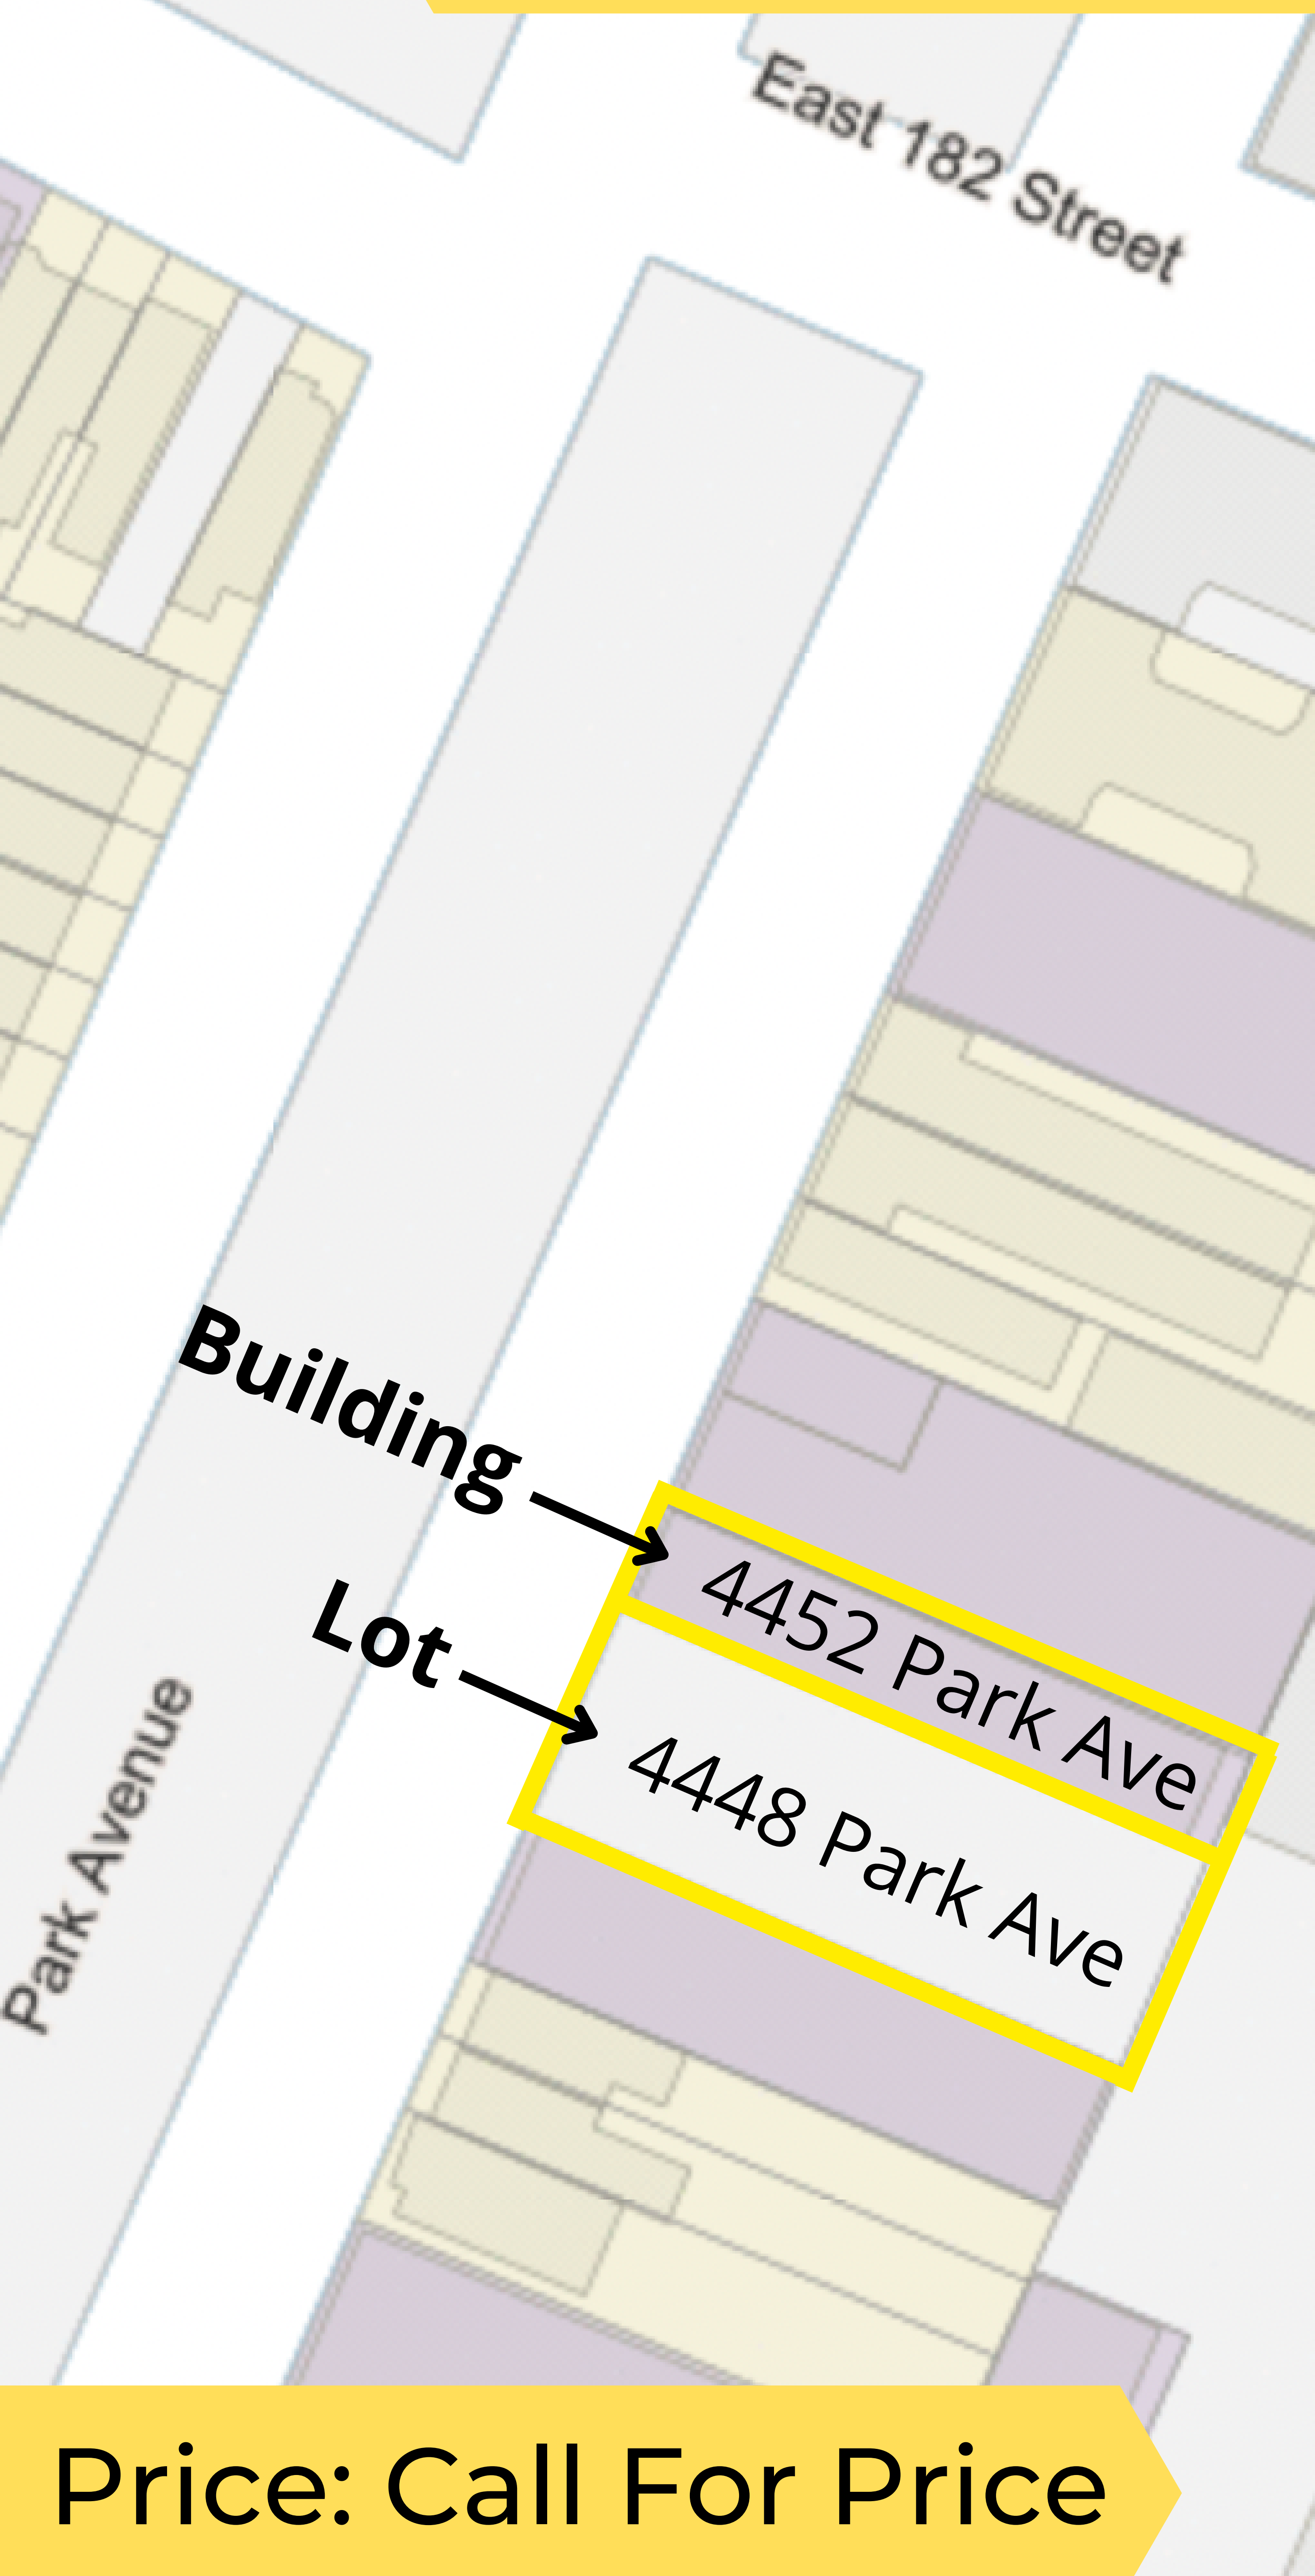 East 182 Street
Building
4452 Park Ave
Lot
4448 Park Ave
Park Avenue
Price: Call For Price